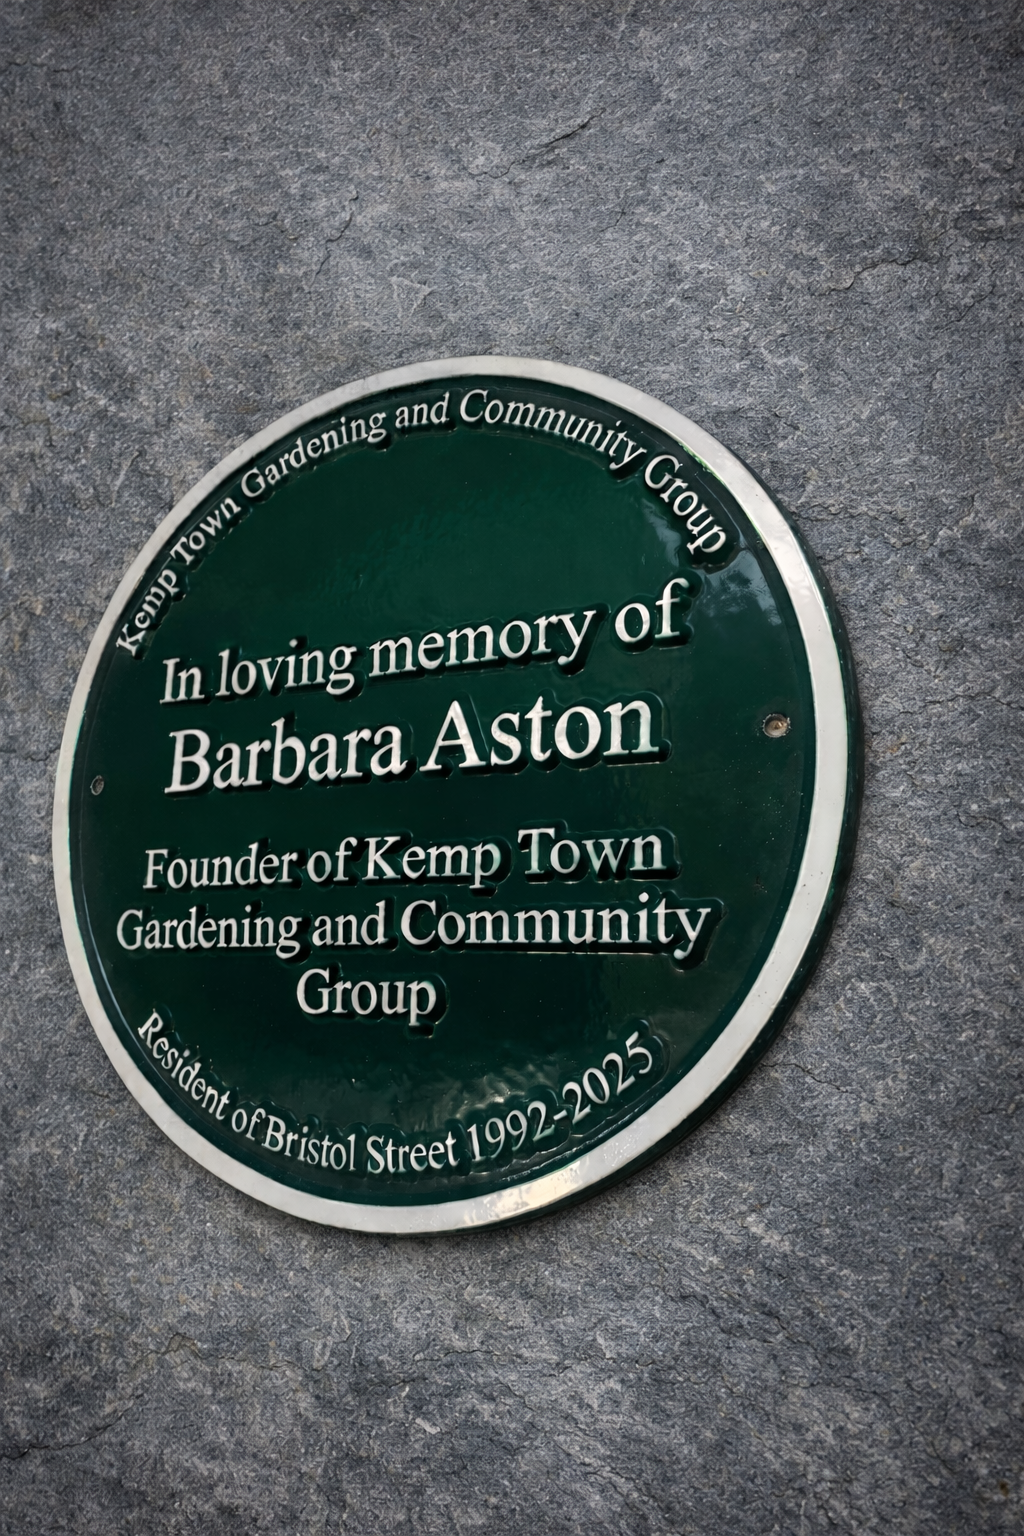 Kemp Town Gardening and Community Group
In loving memory of
Barbara Aston
Founder of Kemp Town
Gardening and Community
Group
Resident of Bristol Street 1992-2025